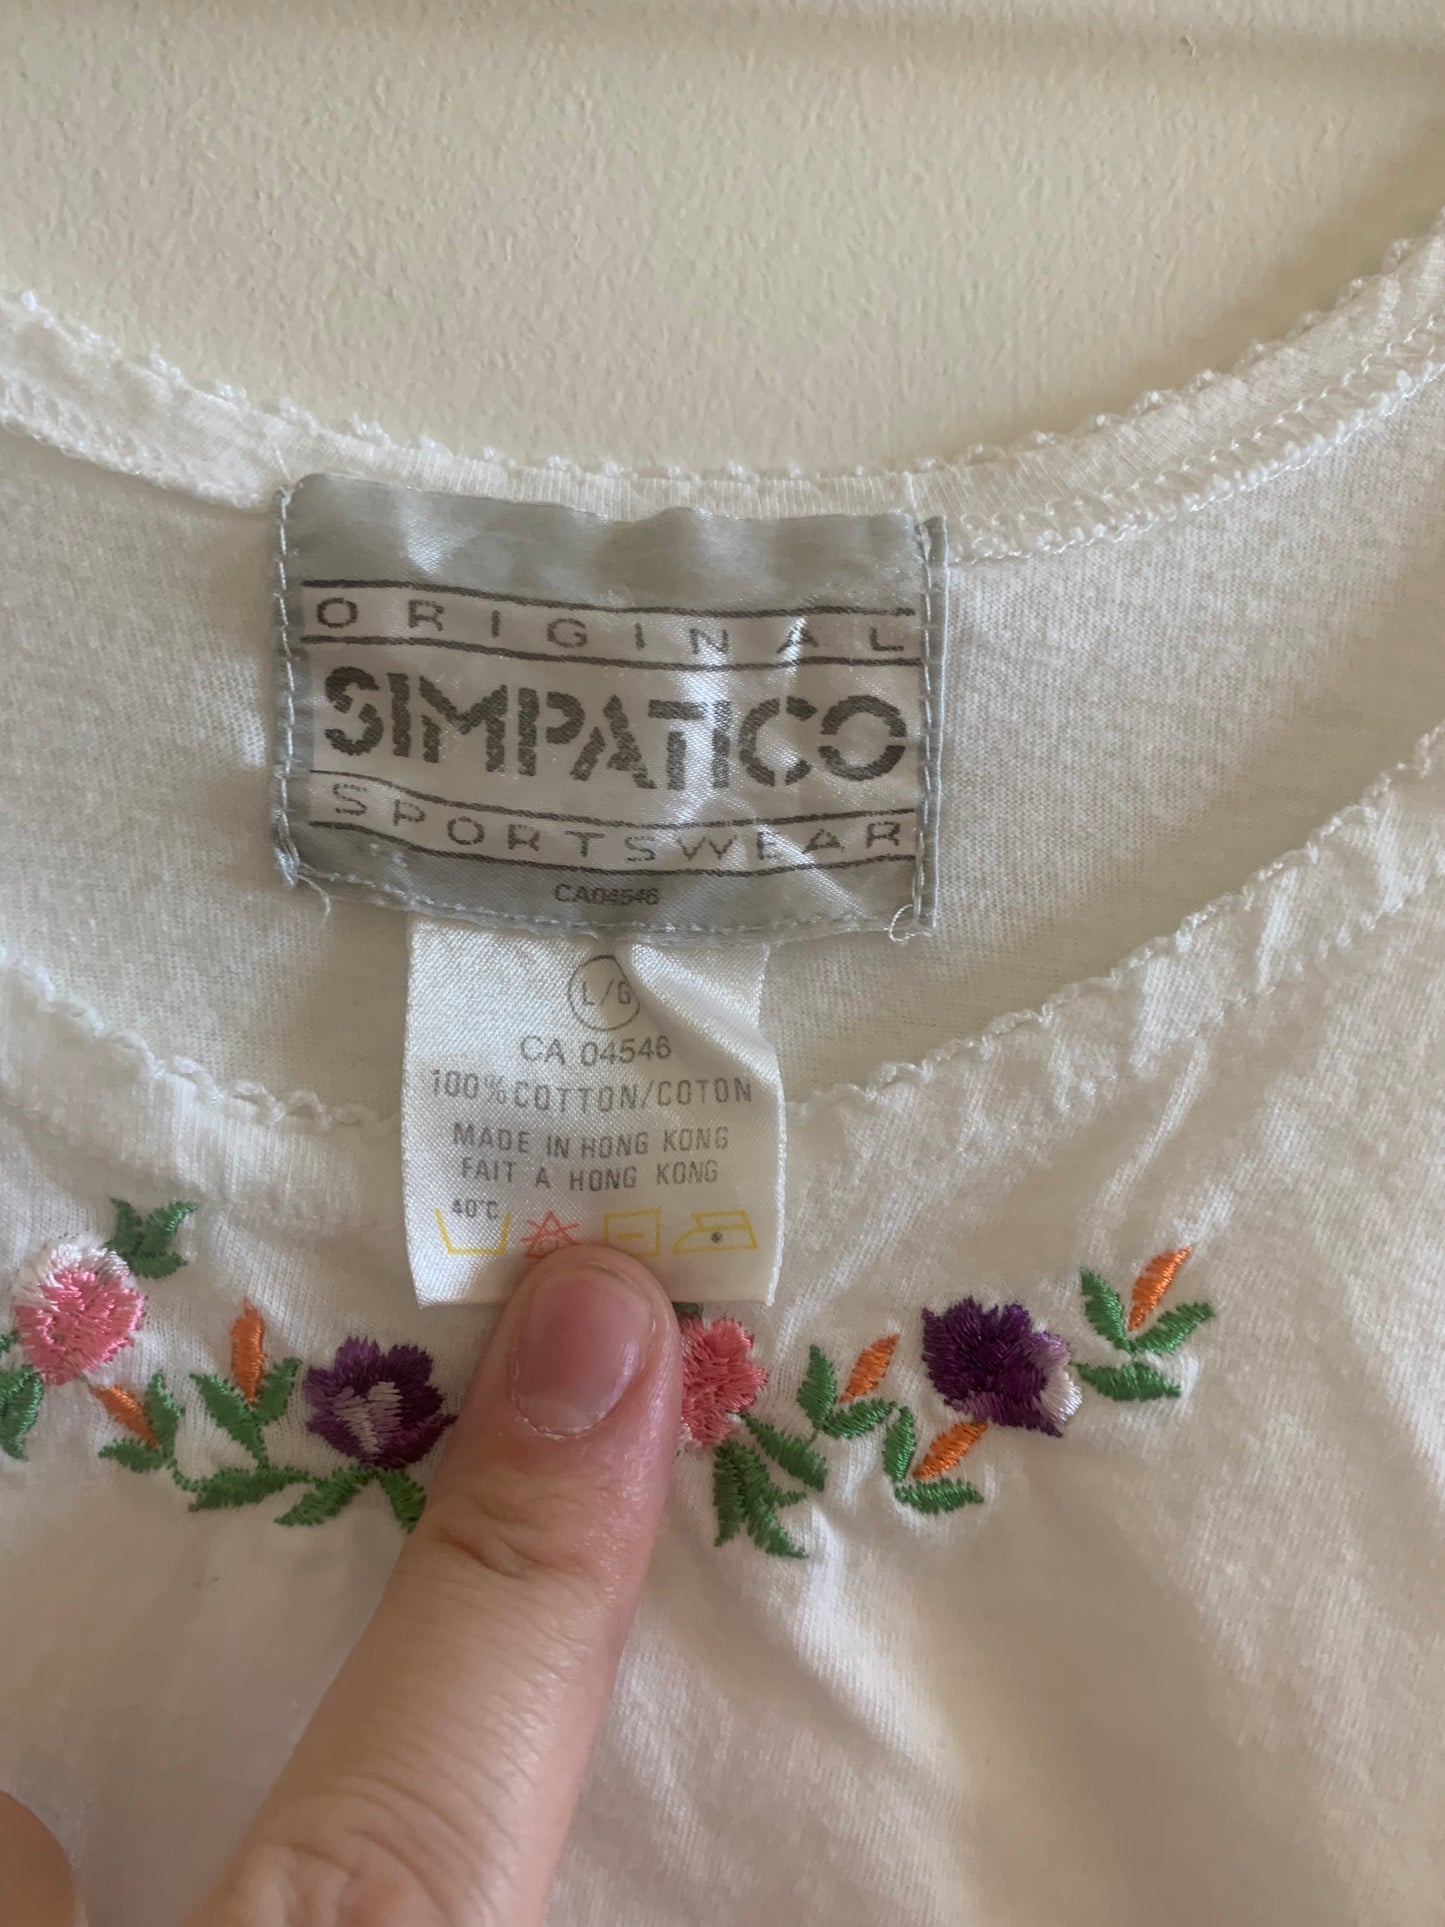 ORIGINAL
SIMPATICO
SPORTSWEAR
CA04546
L/G
CA 04546
100% COTTON/COTON
MADE IN HONG KONG
FAIT A HONG KONG
40°C